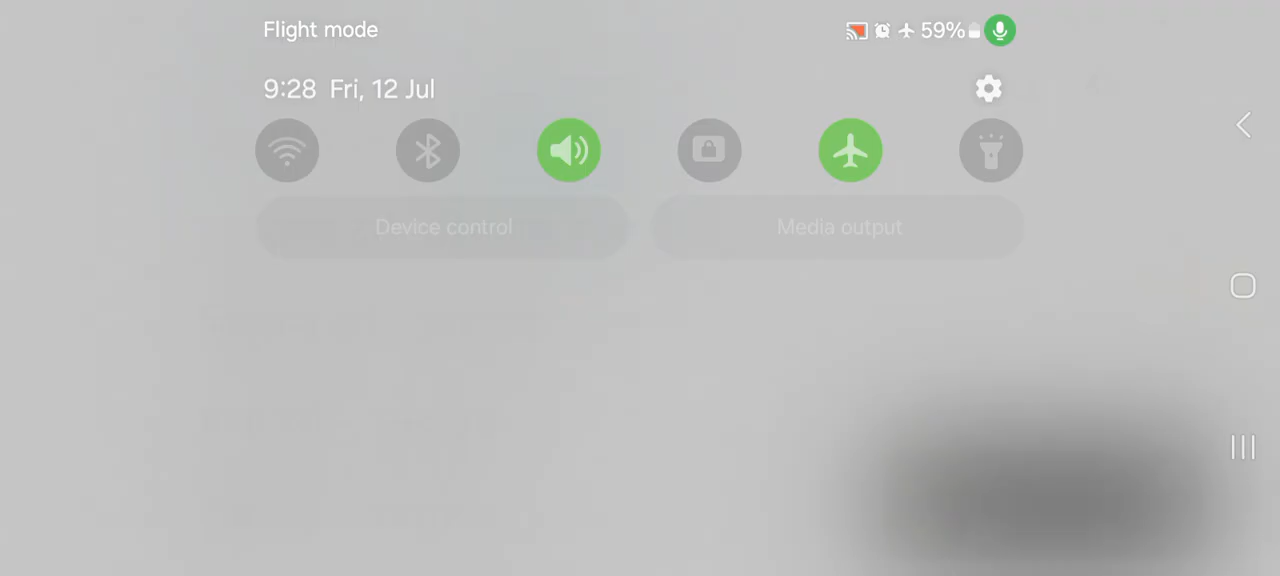 Flight mode
59%
9:28 Fri, 12 Jul
Device control
Media output